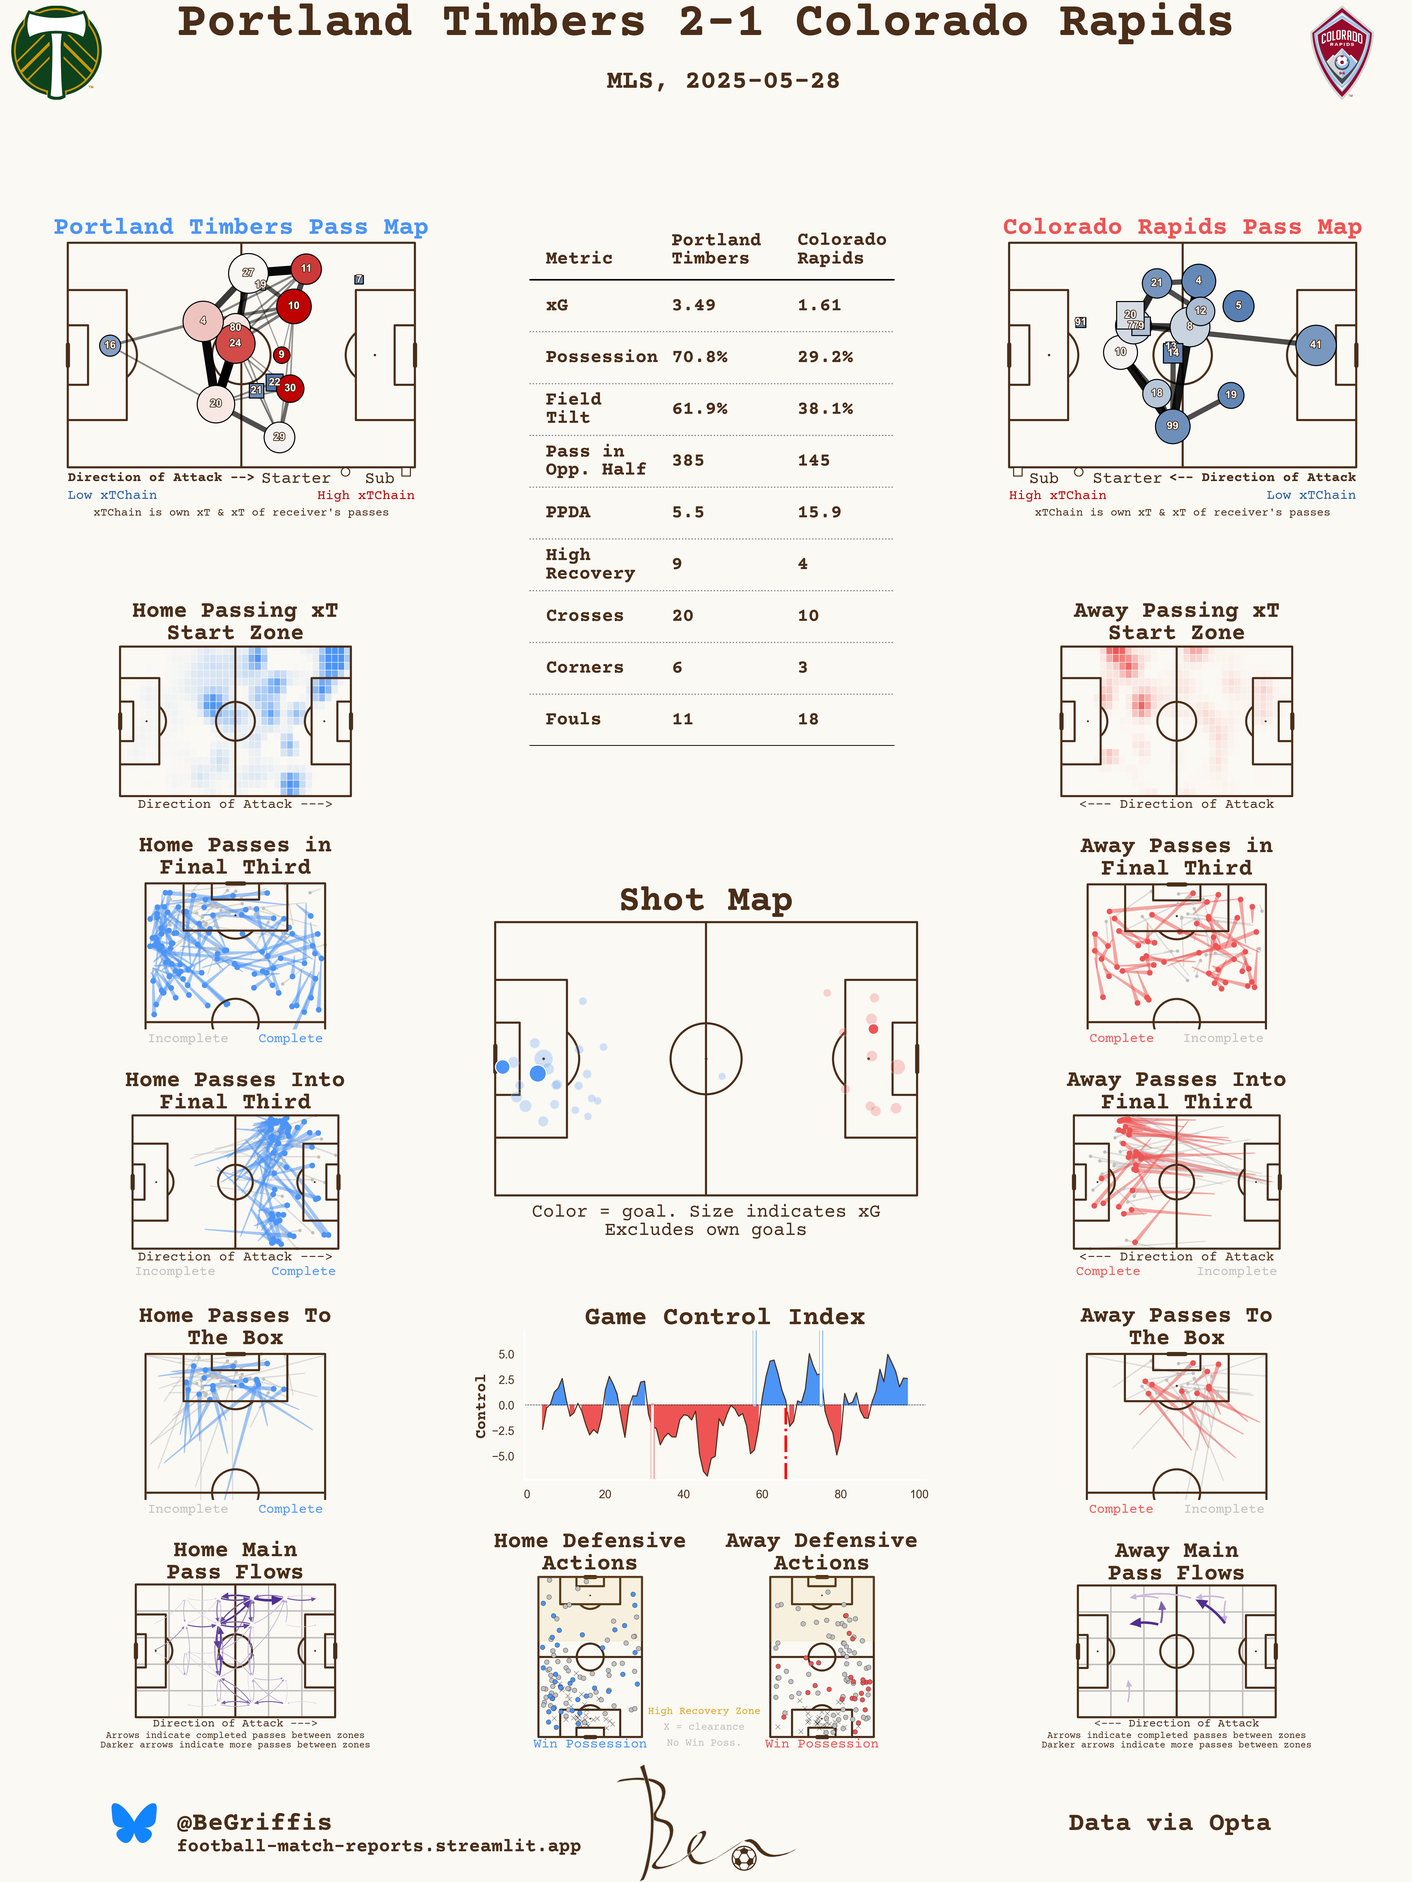 Portland Timbers 2-1 Colorado Rapids
MLS, 2025-05-28
COLORADO
RAPIDS
Portland Timbers Pass Map
27
11
19
7
10
4
80
24
16
9
22
21
30
20
29
Direction of Attack --> Starter Sub
Low xTChain High xTChain
xTChain is own xT & xT of receiver's passes
Metric Portland Timbers Colorado Rapids
xG 3.49 1.61
Possession 70.8% 29.2%
Field Tilt 61.9% 38.1%
Pass in Opp. Half 385 145
PPDA 5.5 15.9
High Recovery 9 4
Crosses 20 10
Corners 6 3
Fouls 11 18
Colorado Rapids Pass Map
21
4
5
12
20
91
77
9
8
41
10
13
14
18
19
99
Sub Starter <-- Direction of Attack
High xTChain Low xTChain
xTChain is own xT & xT of receiver's passes
Home Passing xT
Start Zone
Direction of Attack --->
Away Passing xT
Start Zone
<--- Direction of Attack
Home Passes in
Final Third
Incomplete Complete
Shot Map
Color = goal. Size indicates xG
Excludes own goals
Away Passes in
Final Third
Complete Incomplete
Home Passes Into
Final Third
Direction of Attack --->
Incomplete Complete
Away Passes Into
Final Third
<--- Direction of Attack
Complete Incomplete
Home Passes To
The Box
Incomplete Complete
Game Control Index
Control
5.0
2.5
0.0
−2.5
−5.0
0 20 40 60 80 100
Away Passes To
The Box
Complete Incomplete
Home Main
Pass Flows
Direction of Attack --->
Arrows indicate completed passes between zones
Darker arrows indicate more passes between zones
Home Defensive
Actions
Win Possession
High Recovery Zone
X = clearance
No Win Poss.
Away Defensive
Actions
Win Possession
Away Main
Pass Flows
<--- Direction of Attack
Arrows indicate completed passes between zones
Darker arrows indicate more passes between zones
@BeGriffis
football-match-reports.streamlit.app
Ben
Data via Opta